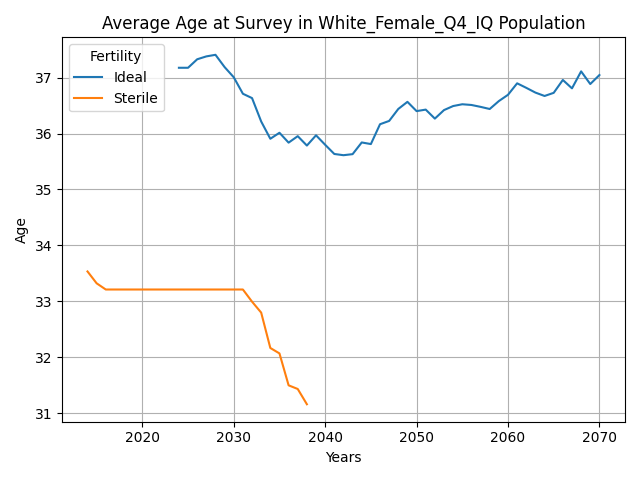 Average Age at Survey in White_Female_Q4_IQ Population
Fertility
Ideal
Sterile
37
36
35
34
33
32
31
Age
2020 2030 2040 2050 2060 2070
Years